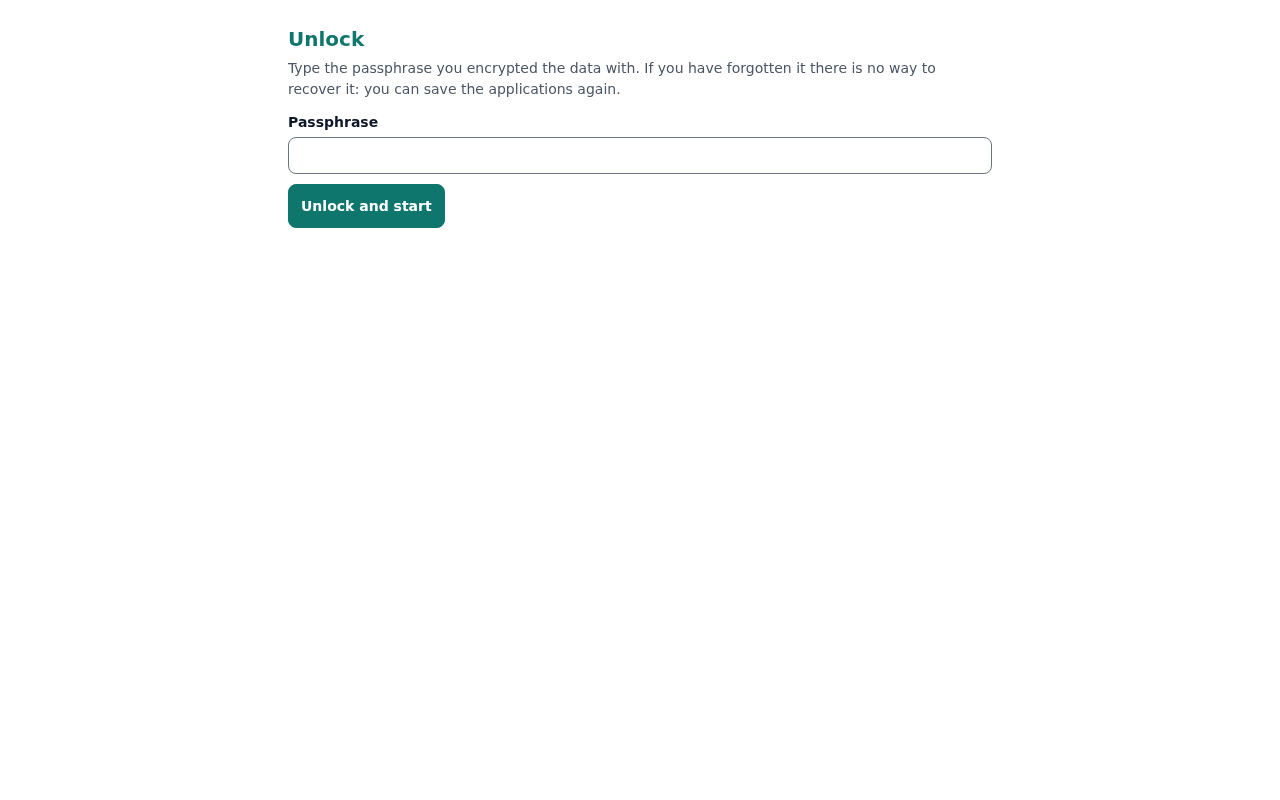 Unlock
Type the passphrase you encrypted the data with. If you have forgotten it there is no way to
recover it: you can save the applications again.
Passphrase
Unlock and start